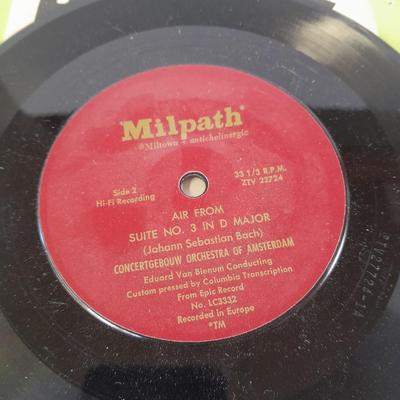 Milpath®
®Miltown + anticholinergic
Side 2
Hi-Fi Recording
33 1/3 R.P.M.
ZTV 22724
AIR FROM
SUITE NO. 3 IN D MAJOR
(Johann Sebastian Bach)
CONCERTGEBOUW ORCHESTRA OF AMSTERDAM
Eduard Van Bienum Conducting
Custom pressed by Columbia Transcription
From Epic Record
No. LC3332
Recorded in Europe
*TM